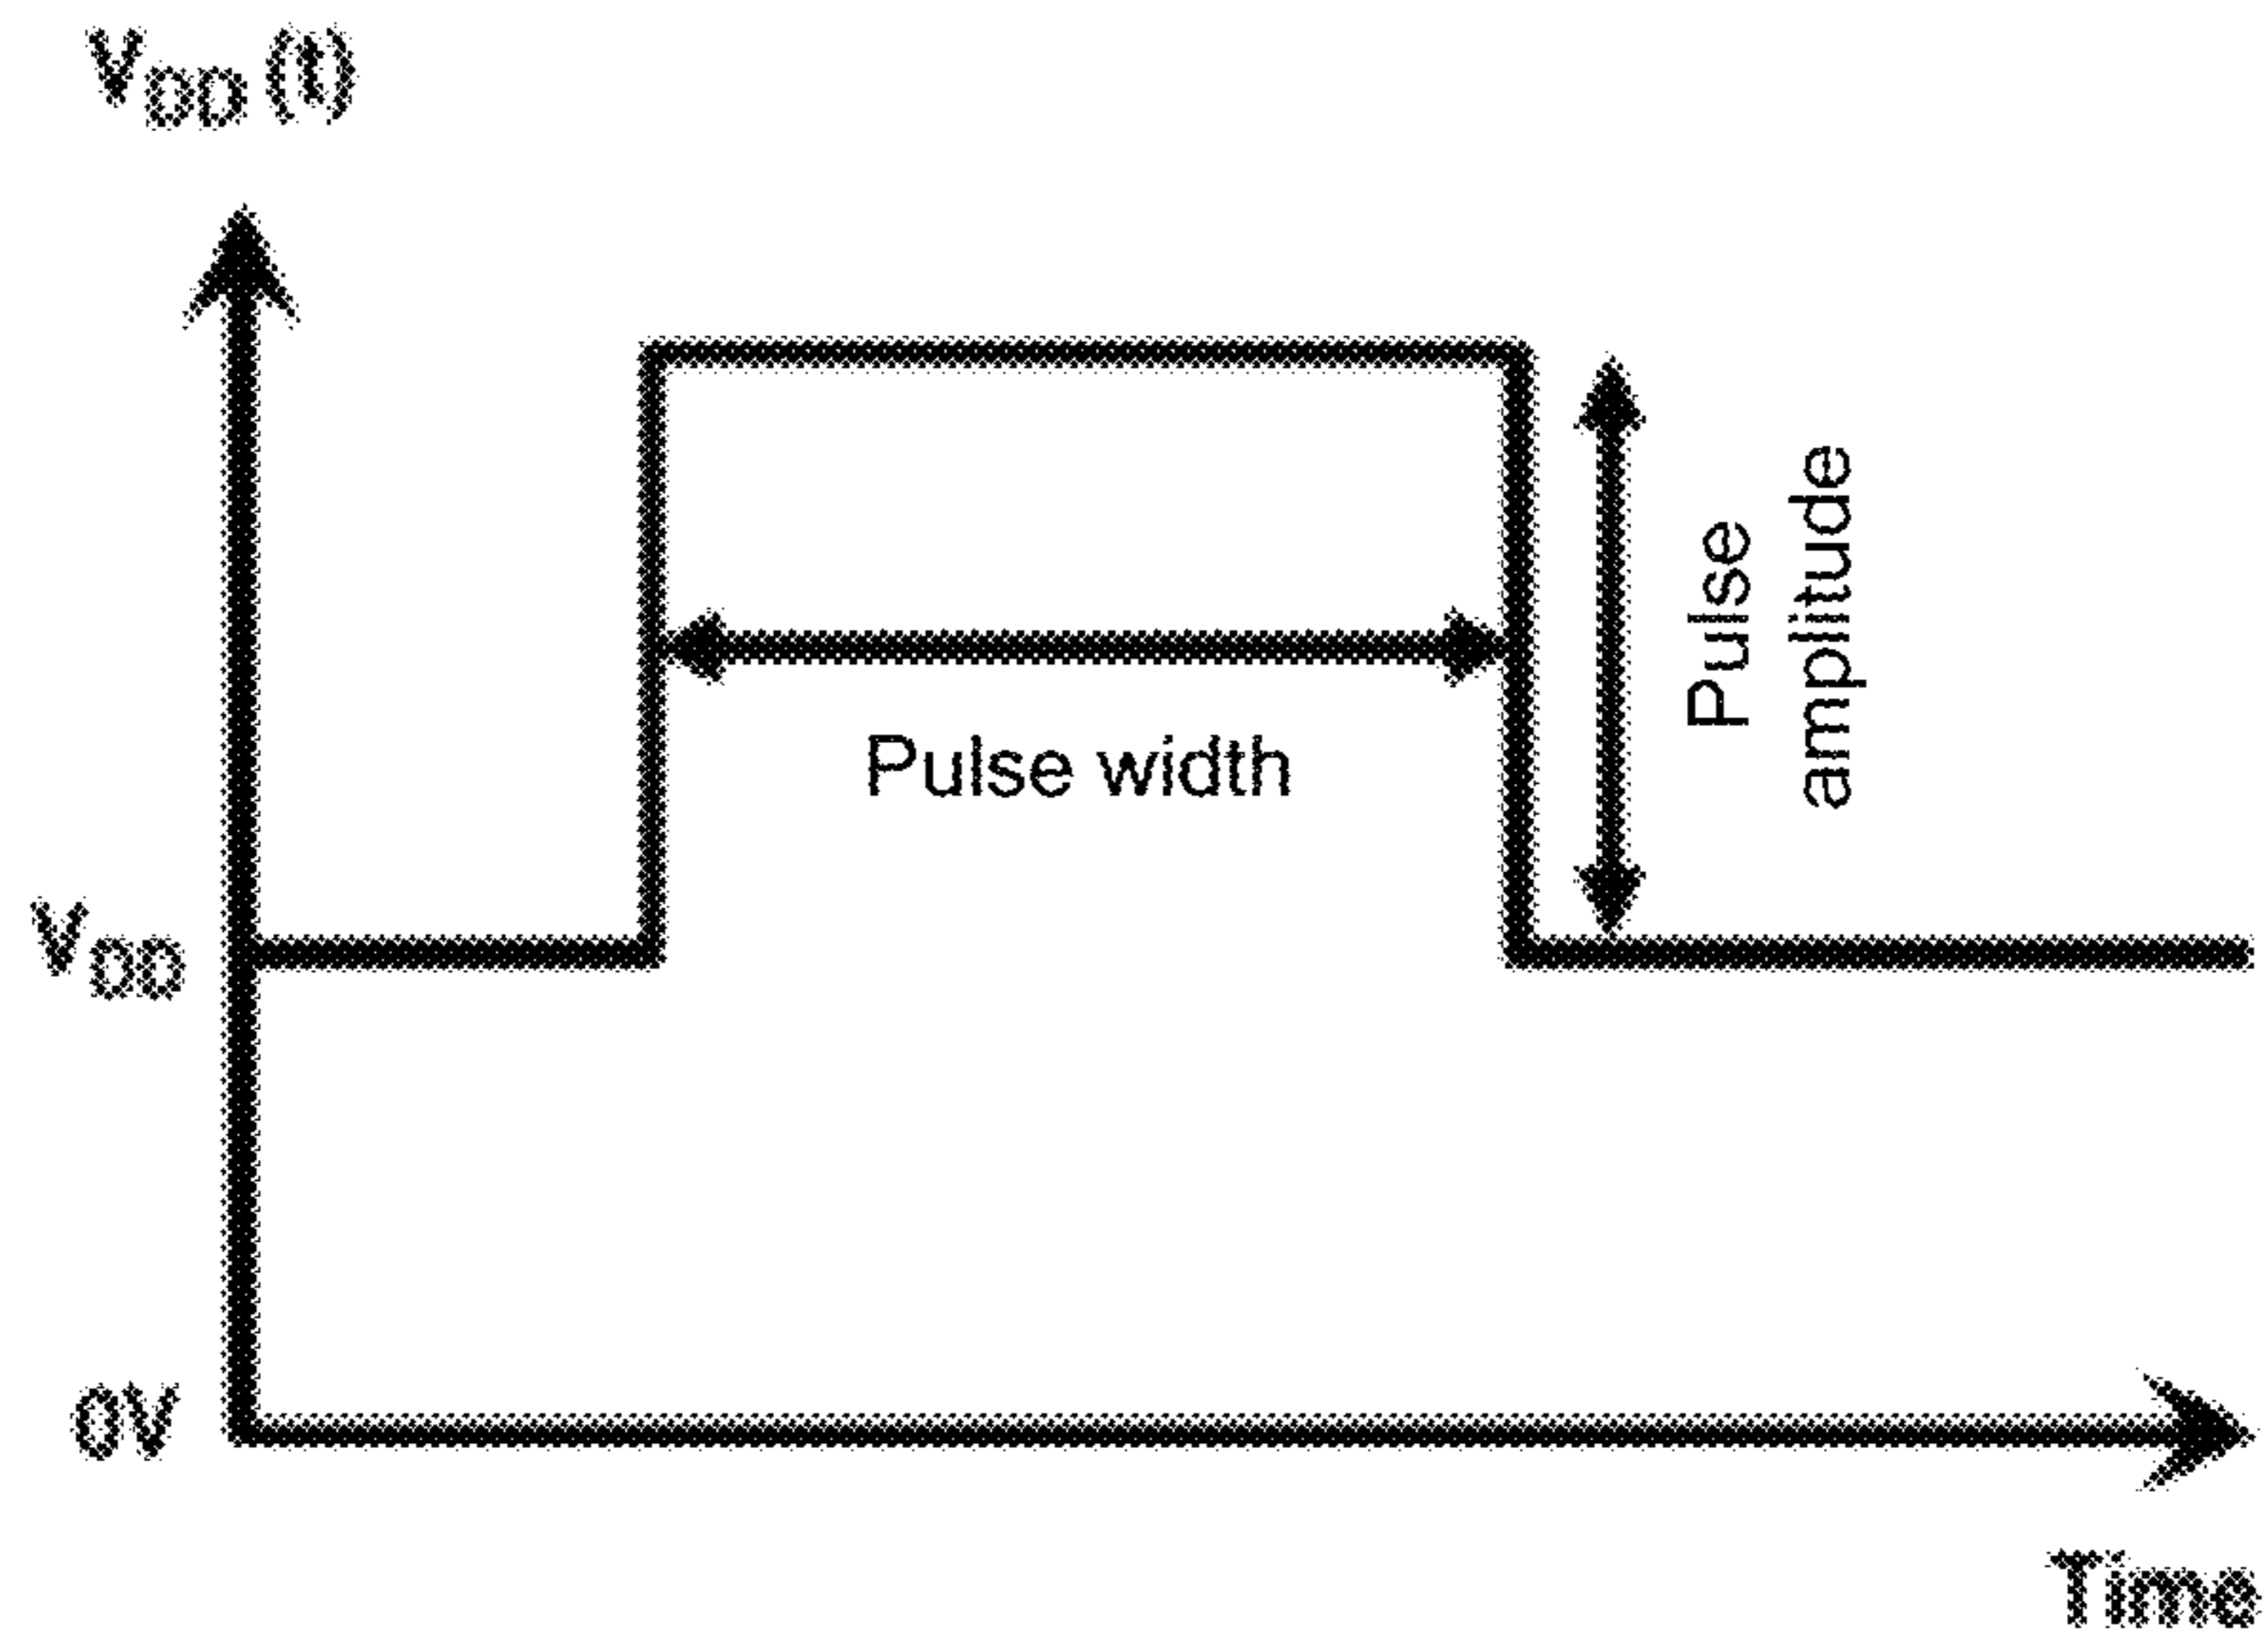 VDD (t)
Pulse
amplitude
Pulse width
VDD
0V
Time